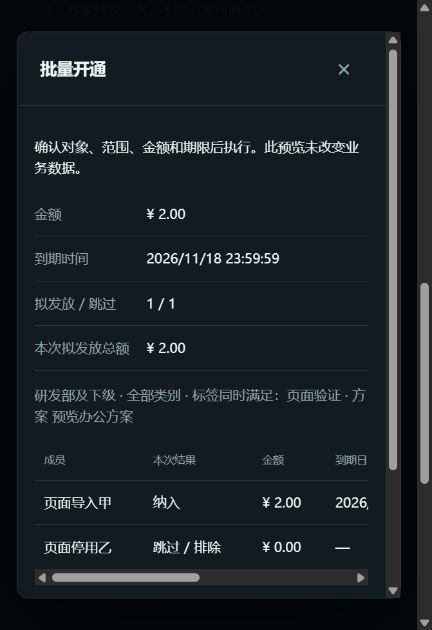 批量开通
×
确认对象、范围、金额和期限后执行。此预览未改变业
务数据。
金额 ¥ 2.00
到期时间 2026/11/18 23:59:59
拟发放 / 跳过 1 / 1
本次拟发放总额 ¥ 2.00
研发部及下级 · 全部类别 · 标签同时满足：页面验证 · 方
案 预览办公方案
成员 本次结果 金额 到期日
页面导入甲 纳入 ¥ 2.00 2026,
页面停用乙 跳过 / 排除 ¥ 0.00 —